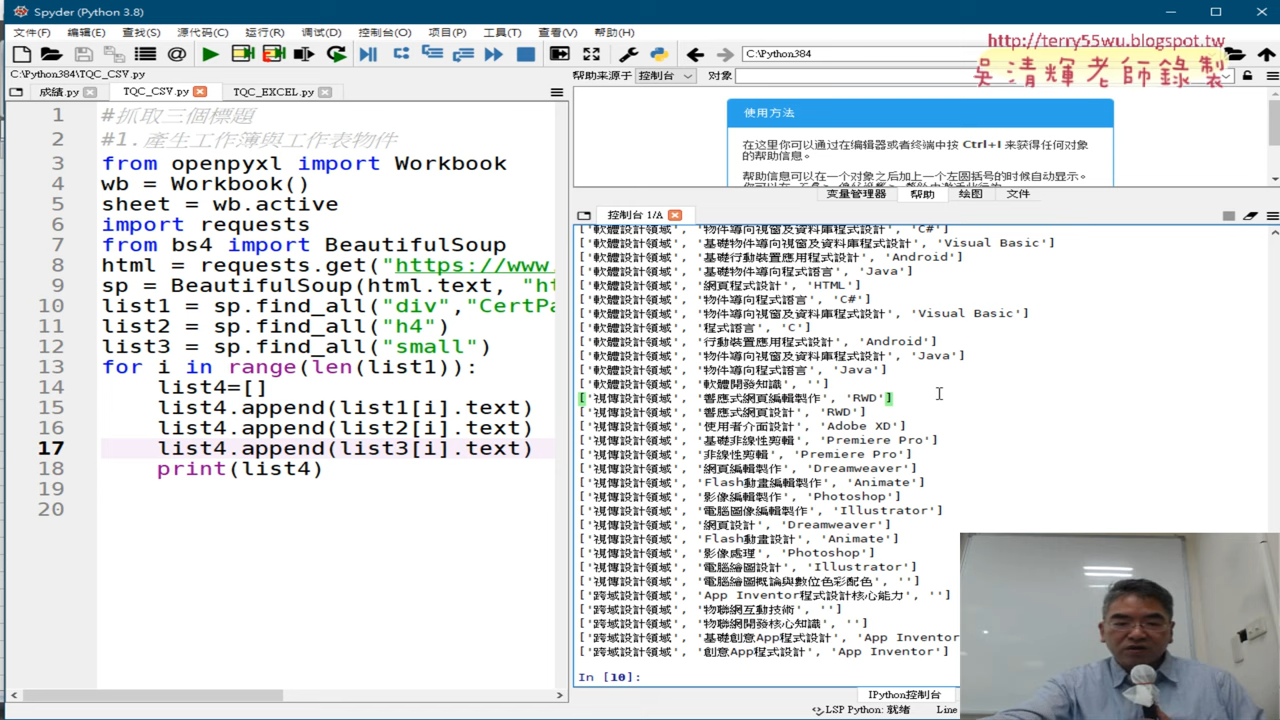 Spyder (Python 3.8)
文件(F) 编辑(E) 查找(S) 源代码(C) 运行(R) 调试(D) 控制台(O) 项目(P) 工具(T) 查看(V) 帮助(H)
http://terry55wu.blogspot.tw
吳清輝老師錄製
C:\Python384
C:\Python384\TQC_CSV.py
帮助来源于 控制台 对象
成績.py TQC_CSV.py TQC_EXCEL.py
1 #抓取三個標題
2 #1.產生工作簿與工作表物件
3 from openpyxl import Workbook
4 wb = Workbook()
5 sheet = wb.active
6 import requests
7 from bs4 import BeautifulSoup
8 html = requests.get("https://www.
9 sp = BeautifulSoup(html.text, "ht
10 list1 = sp.find_all("div","CertPa
11 list2 = sp.find_all("h4")
12 list3 = sp.find_all("small")
13 for i in range(len(list1)):
14 list4=[]
15 list4.append(list1[i].text)
16 list4.append(list2[i].text)
17 list4.append(list3[i].text)
18 print(list4)
19
20
使用方法
在这里你可以通过在编辑器或者终端中按 Ctrl+I 来获得任何对象
的帮助信息。
帮助信息可以在一个对象之后加上一个左圆括号的时候自动显示。
变量管理器 帮助 绘图 文件
控制台 1/A
['軟體設計領域', '物件導向視窗及資料庫程式設計', 'C#']
['軟體設計領域', '基礎物件導向視窗及資料庫程式設計', 'Visual Basic']
['軟體設計領域', '基礎行動裝置應用程式設計', 'Android']
['軟體設計領域', '基礎物件導向程式語言', 'Java']
['軟體設計領域', '網頁程式設計', 'HTML']
['軟體設計領域', '物件導向程式語言', 'C#']
['軟體設計領域', '物件導向視窗及資料庫程式設計', 'Visual Basic']
['軟體設計領域', '程式語言', 'C']
['軟體設計領域', '行動裝置應用程式設計', 'Android']
['軟體設計領域', '物件導向視窗及資料庫程式設計', 'Java']
['軟體設計領域', '物件導向程式語言', 'Java']
['軟體設計領域', '軟體開發知識', '']
['視傳設計領域', '響應式網頁編輯製作', 'RWD']
['視傳設計領域', '響應式網頁設計', 'RWD']
['視傳設計領域', '使用者介面設計', 'Adobe XD']
['視傳設計領域', '基礎非線性剪輯', 'Premiere Pro']
['視傳設計領域', '非線性剪輯', 'Premiere Pro']
['視傳設計領域', '網頁編輯製作', 'Dreamweaver']
['視傳設計領域', 'Flash動畫編輯製作', 'Animate']
['視傳設計領域', '影像編輯製作', 'Photoshop']
['視傳設計領域', '電腦圖像編輯製作', 'Illustrator']
['視傳設計領域', '網頁設計', 'Dreamweaver']
['視傳設計領域', 'Flash動畫設計', 'Animate']
['視傳設計領域', '影像處理', 'Photoshop']
['視傳設計領域', '電腦繪圖設計', 'Illustrator']
['視傳設計領域', '電腦繪圖概論與數位色彩配色', '']
['跨域設計領域', 'App Inventor程式設計核心能力', '']
['跨域設計領域', '物聯網互動技術', '']
['跨域設計領域', '物聯網開發核心知識', '']
['跨域設計領域', '基礎創意App程式設計', 'App Inventor
['跨域設計領域', '創意App程式設計', 'App Inventor']
In [10]:
IPython控制台
LSP Python: 就绪 Line